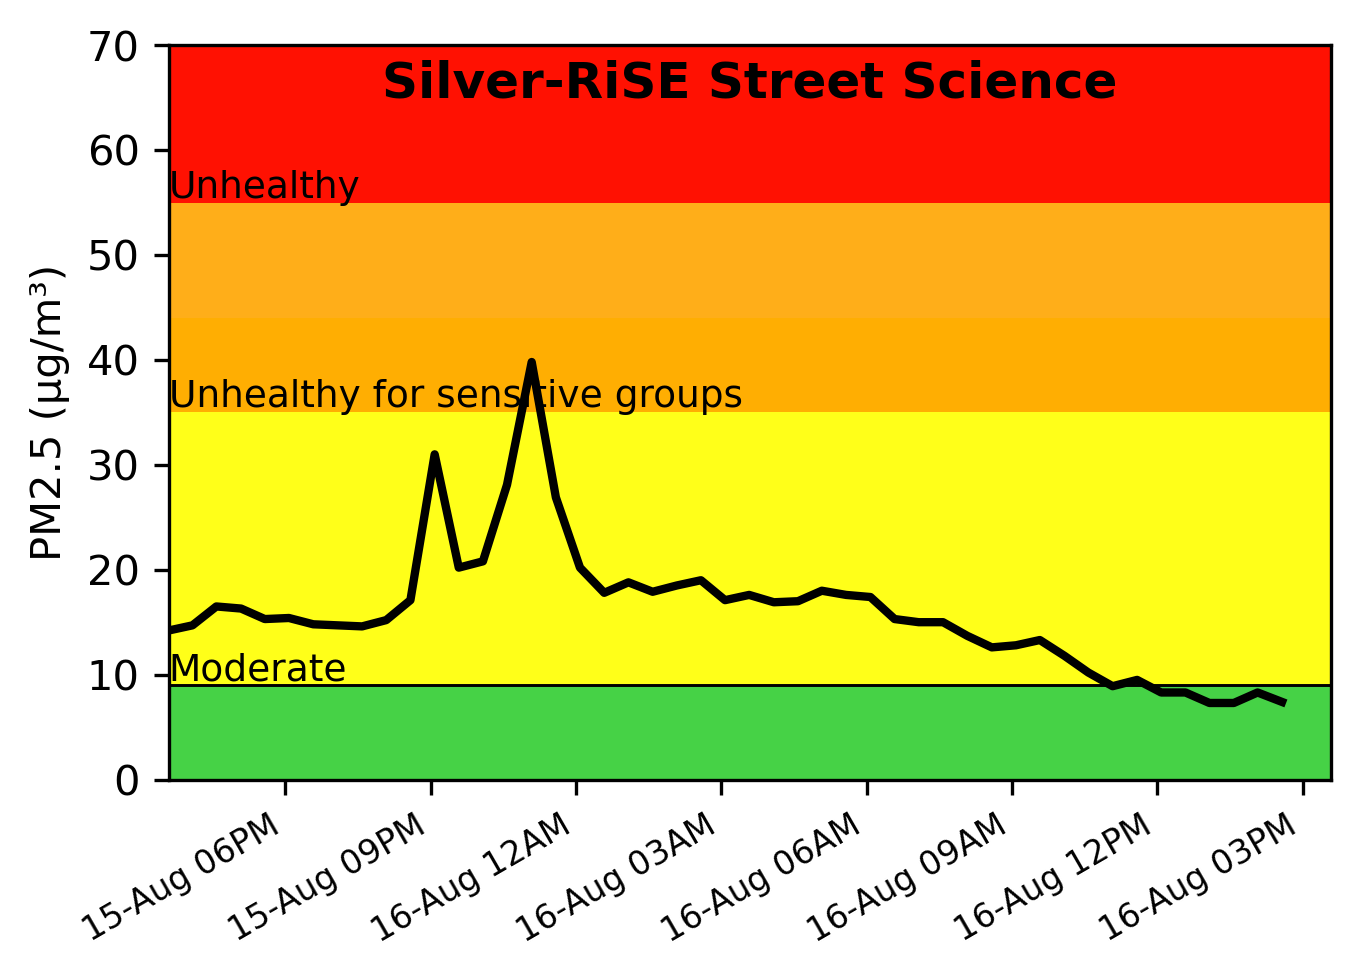 Silver-RiSE Street Science
70
60
50
40
30
20
10
0
PM2.5 (µg/m³)
Unhealthy
Unhealthy for sensitive groups
Moderate
15-Aug 06PM
15-Aug 09PM
16-Aug 12AM
16-Aug 03AM
16-Aug 06AM
16-Aug 09AM
16-Aug 12PM
16-Aug 03PM